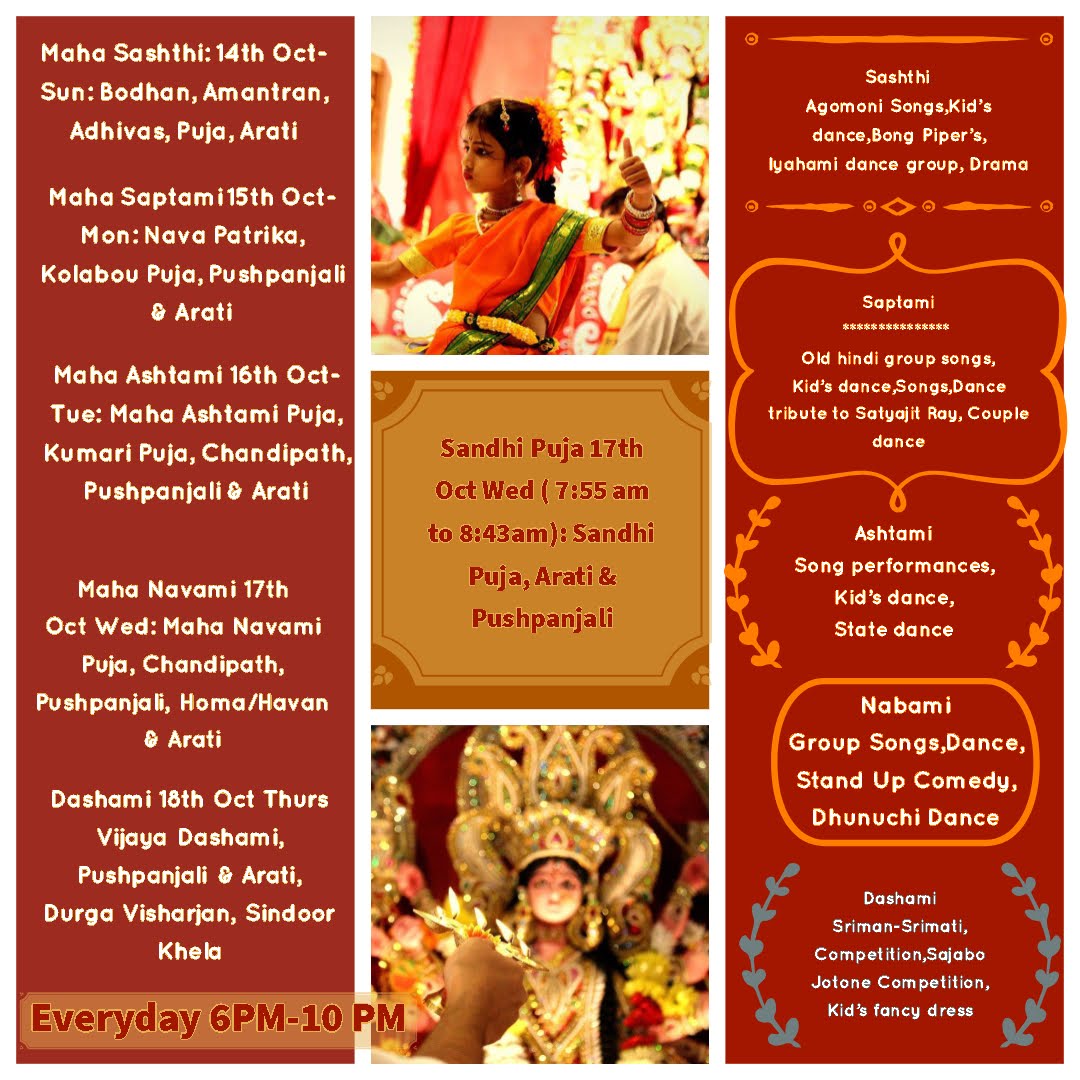 Maha Sashthi: 14th Oct-
Sun: Bodhan, Amantran,
Adhivas, Puja, Arati
Maha Saptami15th Oct-
Mon: Nava Patrika,
Kolabou Puja, Pushpanjali
& Arati
Maha Ashtami 16th Oct-
Tue: Maha Ashtami Puja,
Kumari Puja, Chandipath,
Pushpanjali & Arati
Maha Navami 17th
Oct Wed: Maha Navami
Puja, Chandipath,
Pushpanjali, Homa/Havan
& Arati
Dashami 18th Oct Thurs
Vijaya Dashami,
Pushpanjali & Arati,
Durga Visharjan, Sindoor
Khela
Everyday 6PM-10 PM
Sandhi Puja 17th
Oct Wed ( 7:55 am
to 8:43am): Sandhi
Puja, Arati &
Pushpanjali
Sashthi
Agomoni Songs,Kid's
dance,Bong Piper's,
Iyahami dance group, Drama
Saptami
***************
Old hindi group songs,
Kid's dance,Songs,Dance
tribute to Satyajit Ray, Couple
dance
Ashtami
Song performances,
Kid's dance,
State dance
Nabami
Group Songs,Dance,
Stand Up Comedy,
Dhunuchi Dance
Dashami
Sriman-Srimati,
Competition,Sajabo
Jotone Competition,
Kid's fancy dress